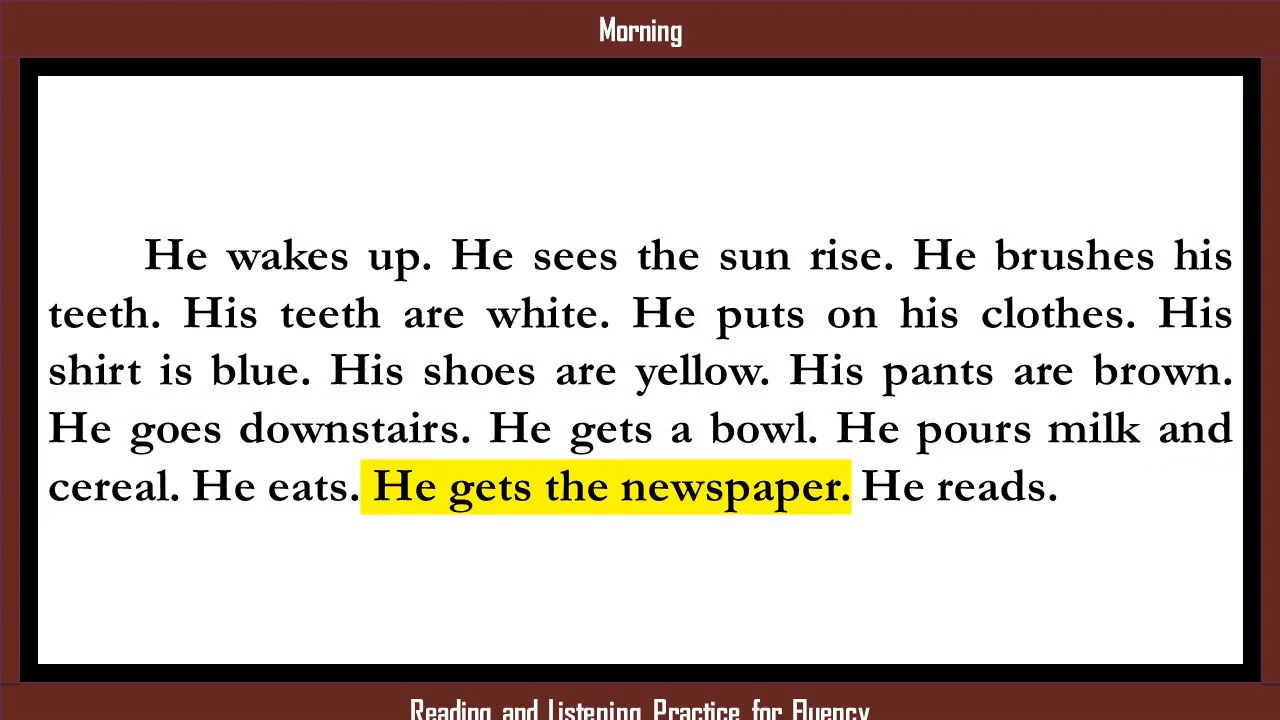 Morning
He wakes up. He sees the sun rise. He brushes his
teeth. His teeth are white. He puts on his clothes. His
shirt is blue. His shoes are yellow. His pants are brown.
He goes downstairs. He gets a bowl. He pours milk and
cereal. He eats. He gets the newspaper. He reads.
Reading and Listening Practice for Fluency